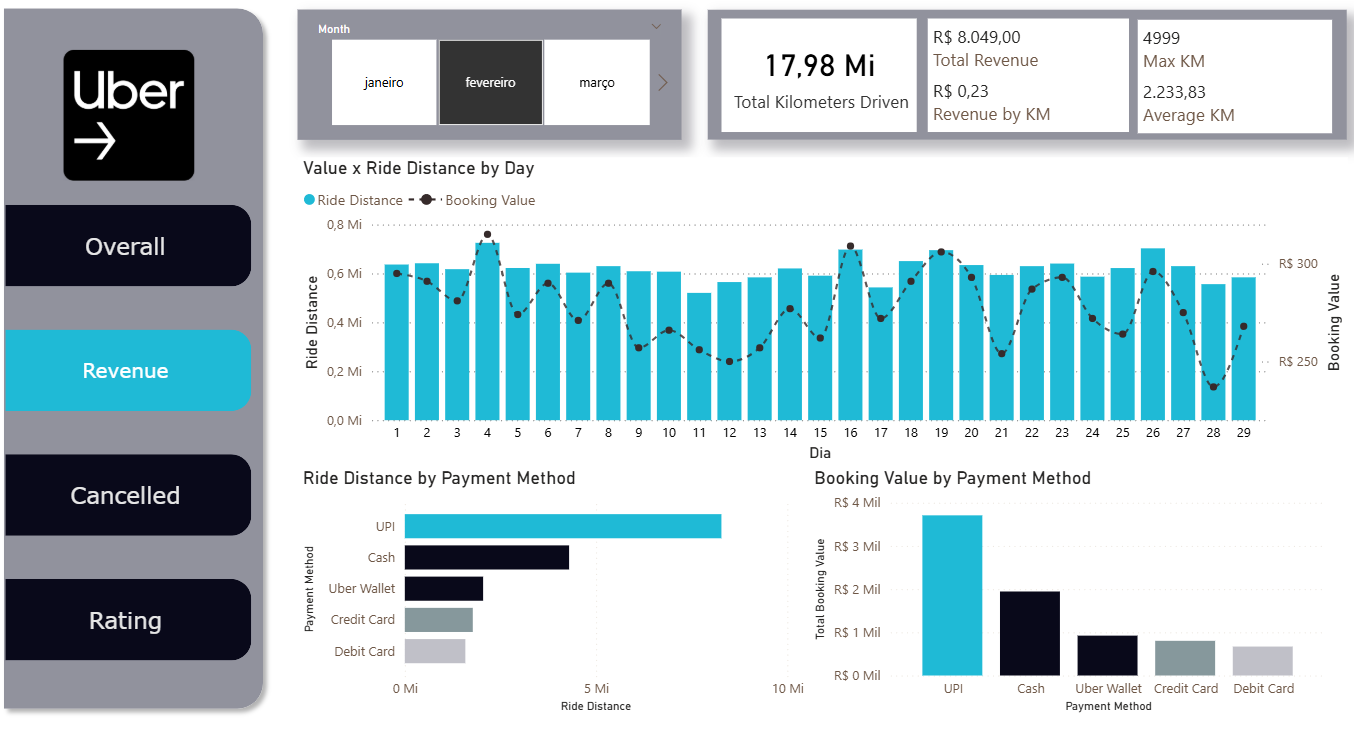 Uber
Overall
Revenue
Cancelled
Rating
Month
janeiro
fevereiro
março
17,98 Mi
Total Kilometers Driven
R$ 8.049,00
Total Revenue
R$ 0,23
Revenue by KM
4999
Max KM
2.233,83
Average KM
Value x Ride Distance by Day
Ride Distance Booking Value
0,8 Mi
0,6 Mi
0,4 Mi
0,2 Mi
0,0 Mi
Ride Distance
R$ 300
R$ 250
Booking Value
1 2 3 4 5 6 7 8 9 10 11 12 13 14 15 16 17 18 19 20 21 22 23 24 25 26 27 28 29
Dia
Ride Distance by Payment Method
Payment Method
UPI
Cash
Uber Wallet
Credit Card
Debit Card
0 Mi 5 Mi 10 Mi
Ride Distance
Booking Value by Payment Method
Total Booking Value
R$ 4 Mil
R$ 3 Mil
R$ 2 Mil
R$ 1 Mil
R$ 0 Mil
UPI Cash Uber Wallet Credit Card Debit Card
Payment Method